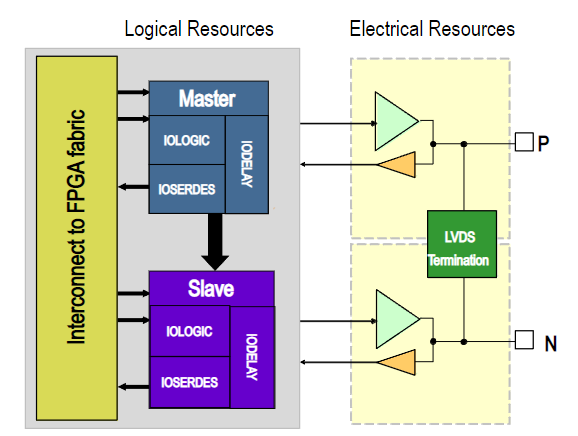 Logical Resources
Electrical Resources
Interconnect to FPGA fabric
Master
IOLOGIC
IOSERDES
IODELAY
P
LVDS
Termination
Slave
IOLOGIC
IOSERDES
IODELAY
N